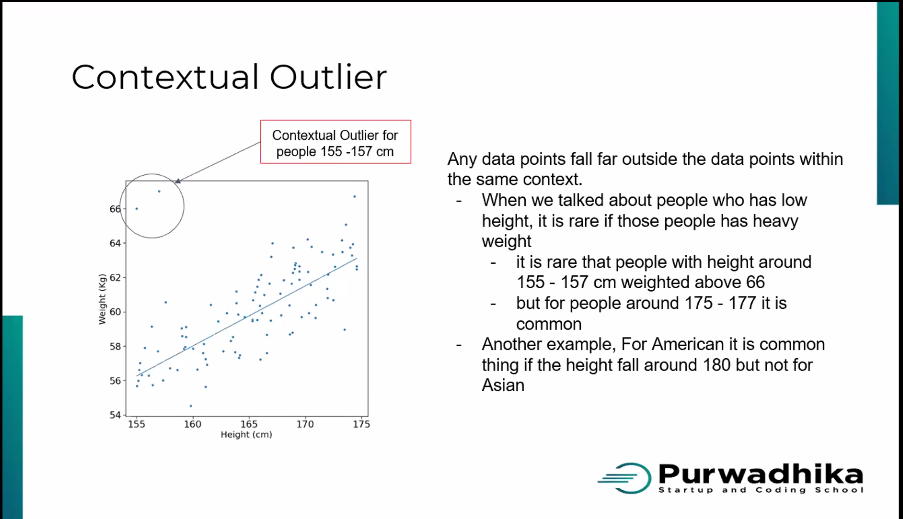 Contextual Outlier
Contextual Outlier for
people 155 -157 cm
Any data points fall far outside the data points within
the same context.
- When we talked about people who has low
height, it is rare if those people has heavy
weight
- it is rare that people with height around
155 - 157 cm weighted above 66
- but for people around 175 - 177 it is
common
- Another example, For American it is common
thing if the height fall around 180 but not for
Asian
Weight (Kg)
66
64
62
60
58
56
54
155 160 165 170 175
Height (cm)
Purwadhika
Startup and Coding School